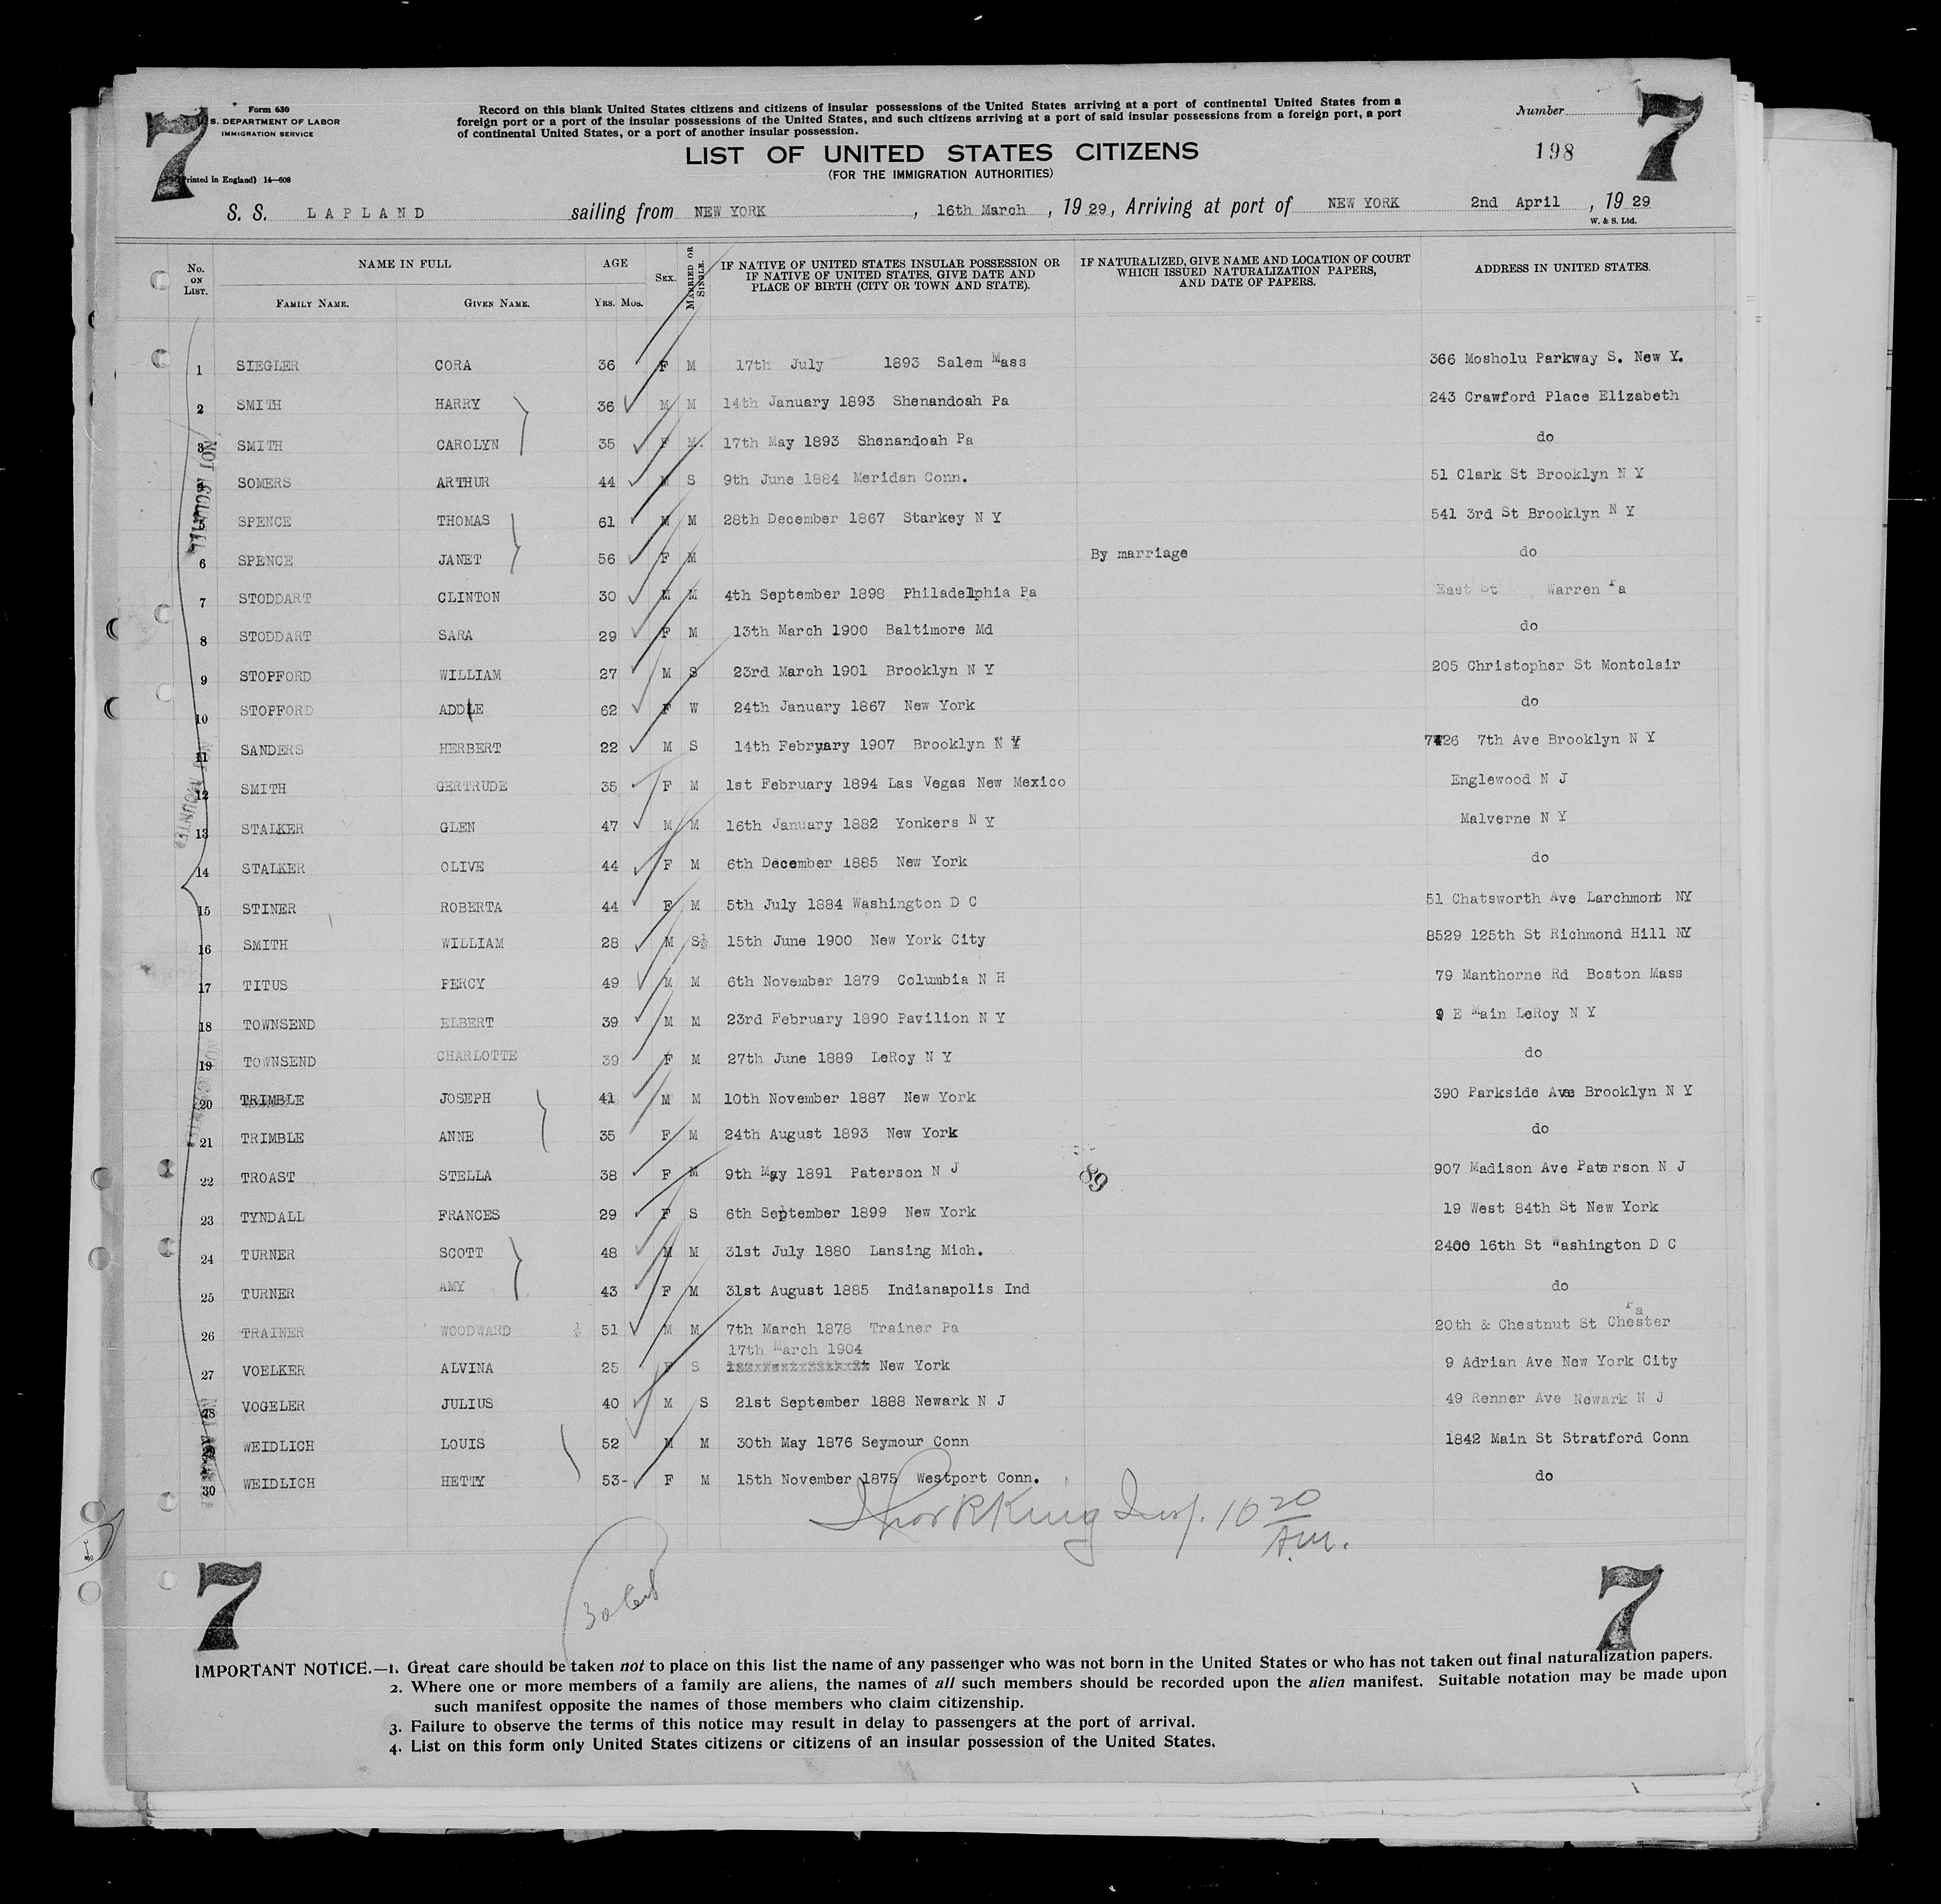 7
7
Form 630
S. DEPARTMENT OF LABOR
IMMIGRATION SERVICE
rinted in England) 14—608
Record on this blank United States citizens and citizens of insular possessions of the United States arriving at a port of continental United States from a
foreign port or a port of the insular possessions of the United States, and such citizens arriving at a port of said insular possessions from a foreign port, a port
of continental United States, or a port of another insular possession.
LIST OF UNITED STATES CITIZENS
(FOR THE IMMIGRATION AUTHORITIES)
Number
198
S. S. LAPLAND sailing from NEW YORK, 16th March, 1929, Arriving at port of NEW YORK 2nd April, 1929
W. & S. Ltd.
No. ON LIST. NAME IN FULL FAMILY NAME. GIVEN NAME. AGE YRS. MOS. SEX. MARRIED OR SINGLE. IF NATIVE OF UNITED STATES INSULAR POSSESSION OR IF NATIVE OF UNITED STATES, GIVE DATE AND PLACE OF BIRTH (CITY OR TOWN AND STATE). IF NATURALIZED, GIVE NAME AND LOCATION OF COURT WHICH ISSUED NATURALIZATION PAPERS, AND DATE OF PAPERS. ADDRESS IN UNITED STATES.
1 SIEGLER CORA 36 F M 17th July 1893 Salem Mass 366 Mosholu Parkway S. New Y.
2 SMITH HARRY 36 M M 14th January 1893 Shenandoah Pa 243 Crawford Place Elizabeth
3 SMITH CAROLYN 35 F M. 17th May 1893 Shenandoah Pa do
SOMERS ARTHUR 44 M S 9th June 1884 Meridan Conn. 51 Clark St Brooklyn N Y
5 SPENCE THOMAS 61 M M 28th December 1867 Starkey N Y 541 3rd St Brooklyn N Y
6 SPENCE JANET 56 F M By marriage do
7 STODDART CLINTON 30 M M 4th September 1898 Philadelphia Pa East St Warren Pa
8 STODDART SARA 29 F M 13th March 1900 Baltimore Md do
9 STOPFORD WILLIAM 27 M S 23rd March 1901 Brooklyn N Y 205 Christopher St Montclair
10 STOPFORD ADDIE 62 F W 24th January 1867 New York do
11 SANDERS HERBERT 22 M S 14th February 1907 Brooklyn N Y 7426 7th Ave Brooklyn N Y
12 SMITH GERTRUDE 35 F M 1st February 1894 Las Vegas New Mexico Englewood N J
13 STALKER GLEN 47 M M 16th January 1882 Yonkers N Y Malverne N Y
14 STALKER OLIVE 44 F M 6th December 1885 New York do
15 STINER ROBERTA 44 F M 5th July 1884 Washington D C 51 Chatsworth Ave Larchmont NY
16 SMITH WILLIAM 28 M S½ 15th June 1900 New York City 8529 125th St Richmond Hill NY
17 TITUS PERCY 49 M M 6th November 1879 Columbia N H 79 Manthorne Rd Boston Mass
18 TOWNSEND ELBERT 39 M M 23rd February 1890 Pavilion N Y 9 E Main LeRoy N Y
19 TOWNSEND CHARLOTTE 39 F M 27th June 1889 LeRoy N Y do
20 TRIMBLE JOSEPH 41 M M 10th November 1887 New York 390 Parkside Ave Brooklyn N Y
21 TRIMBLE ANNE 35 F M 24th August 1893 New York do
22 TROAST STELLA 38 F M 9th May 1891 Paterson N J 907 Madison Ave Paterson N J
89
23 TYNDALL FRANCES 29 F S 6th September 1899 New York 19 West 84th St New York
24 TURNER SCOTT 48 M M 31st July 1880 Lansing Mich. 2400 16th St Washington D C
25 TURNER AMY 43 F M 31st August 1885 Indianapolis Ind do
26 TRAINER WOODWARD ½ 51 M M 7th March 1878 Trainer Pa 20th & Chestnut St Chester Pa
17th March 1904
27 VOELKER ALVINA 25 F S New York 9 Adrian Ave New York City
28 VOGELER JULIUS 40 M S 21st September 1888 Newark N J 49 Renner Ave Newark N J
29 WEIDLICH LOUIS 52 M M 30th May 1876 Seymour Conn 1842 Main St Stratford Conn
30 WEIDLICH HETTY 53- F M 15th November 1875 Westport Conn. do
King Insp. 10 20 A.M.
7
7
IMPORTANT NOTICE.—1. Great care should be taken not to place on this list the name of any passenger who was not born in the United States or who has not taken out final naturalization papers.
2. Where one or more members of a family are aliens, the names of all such members should be recorded upon the alien manifest. Suitable notation may be made upon
such manifest opposite the names of those members who claim citizenship.
3. Failure to observe the terms of this notice may result in delay to passengers at the port of arrival.
4. List on this form only United States citizens or citizens of an insular possession of the United States.